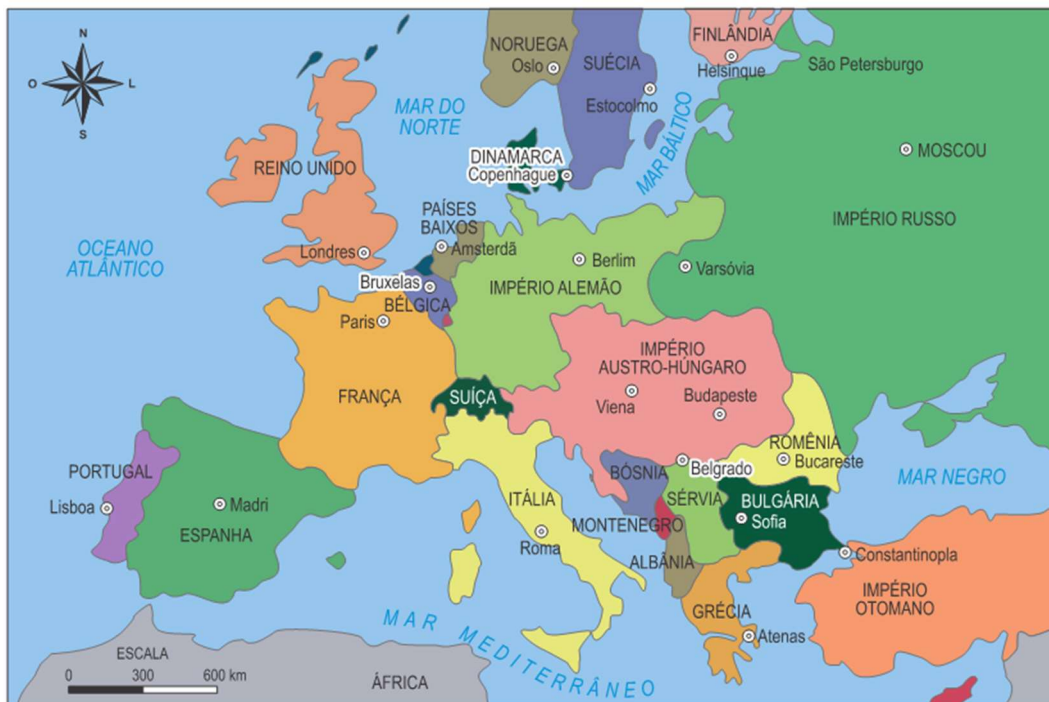 N
O
L
S
NORUEGA
Oslo
SUÉCIA
Estocolmo
FINLÂNDIA
Helsinque
São Petersburgo
MAR DO
NORTE
MAR BÁLTICO
MOSCOU
REINO UNIDO
DINAMARCA
Copenhague
IMPÉRIO RUSSO
PAÍSES
BAIXOS
Amsterdã
OCEANO
ATLÂNTICO
Londres
Berlim
Varsóvia
Bruxelas
BÉLGICA
IMPÉRIO ALEMÃO
Paris
IMPÉRIO
AUSTRO-HÚNGARO
FRANÇA
SUÍÇA
Viena
Budapeste
ROMÊNIA
Bucareste
PORTUGAL
Lisboa
Madri
ESPANHA
ITÁLIA
Roma
BÓSNIA
Belgrado
SÉRVIA
BULGÁRIA
Sofia
MAR NEGRO
MONTENEGRO
ALBÂNIA
Constantinopla
IMPÉRIO
OTOMANO
GRÉCIA
Atenas
MAR MEDITERRÂNEO
ESCALA
0 300 600 km
ÁFRICA